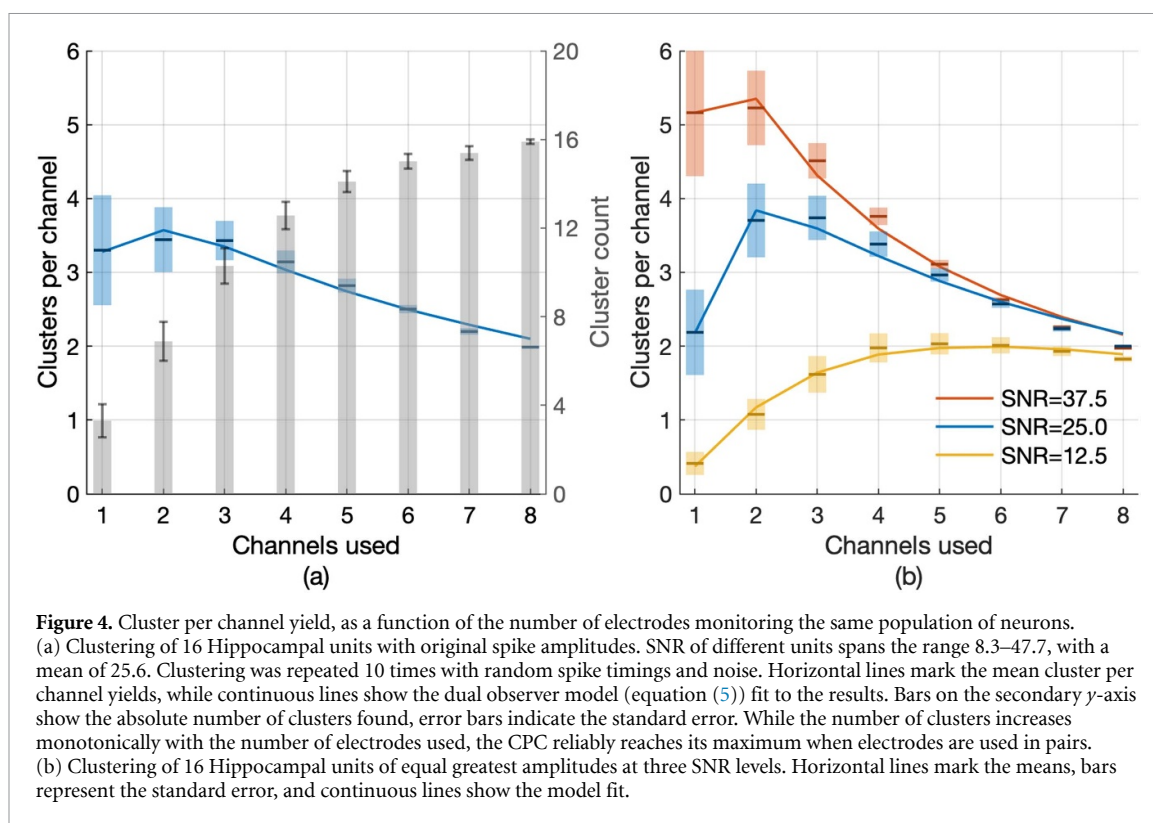 6
5
4
3
2
1
0
Clusters per channel
20
16
12
8
4
0
Cluster count
1 2 3 4 5 6 7 8
Channels used
(a)
6
5
4
3
2
1
0
Clusters per channel
SNR=37.5
SNR=25.0
SNR=12.5
1 2 3 4 5 6 7 8
Channels used
(b)
Figure 4. Cluster per channel yield, as a function of the number of electrodes monitoring the same population of neurons.
(a) Clustering of 16 Hippocampal units with original spike amplitudes. SNR of different units spans the range 8.3–47.7, with a
mean of 25.6. Clustering was repeated 10 times with random spike timings and noise. Horizontal lines mark the mean cluster per
channel yields, while continuous lines show the dual observer model (equation (5)) fit to the results. Bars on the secondary y-axis
show the absolute number of clusters found, error bars indicate the standard error. While the number of clusters increases
monotonically with the number of electrodes used, the CPC reliably reaches its maximum when electrodes are used in pairs.
(b) Clustering of 16 Hippocampal units of equal greatest amplitudes at three SNR levels. Horizontal lines mark the means, bars
represent the standard error, and continuous lines show the model fit.